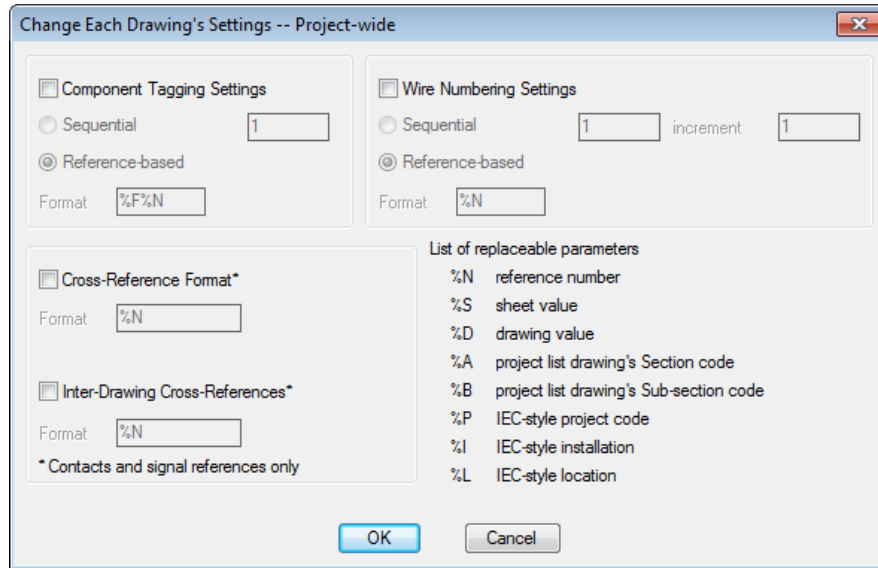 Change Each Drawing's Settings -- Project-wide
Component Tagging Settings
Sequential 1
Reference-based
Format %F%N
Wire Numbering Settings
Sequential 1 increment 1
Reference-based
Format %N
Cross-Reference Format*
Format %N
Inter-Drawing Cross-References*
Format %N
* Contacts and signal references only
List of replaceable parameters
%N reference number
%S sheet value
%D drawing value
%A project list drawing's Section code
%B project list drawing's Sub-section code
%P IEC-style project code
%I IEC-style installation
%L IEC-style location
OK Cancel